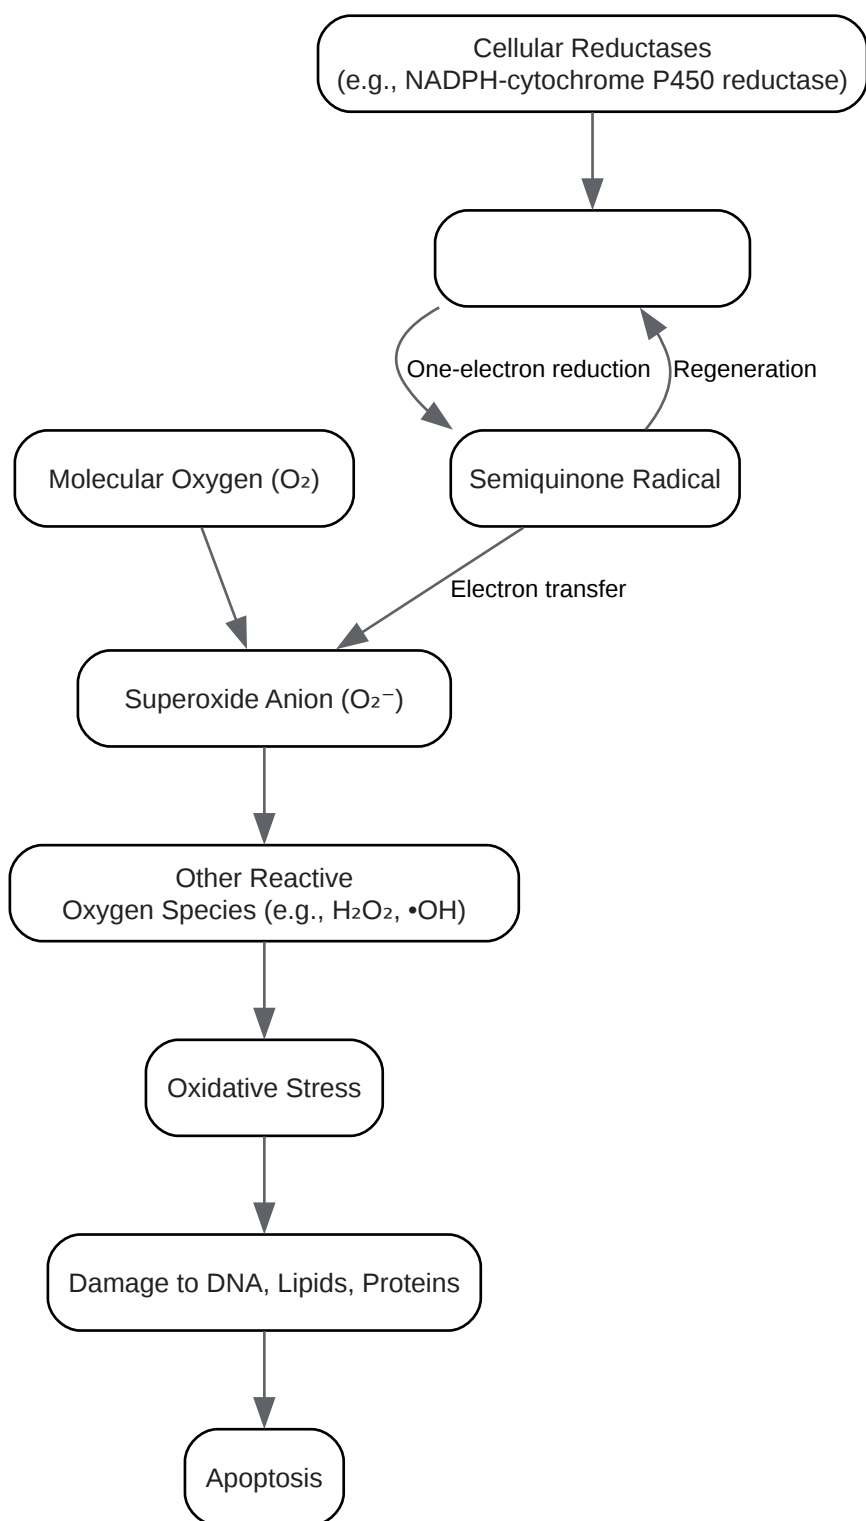 Cellular Reductases
(e.g., NADPH-cytochrome P450 reductase)
One-electron reduction
Regeneration
Molecular Oxygen (O₂)
Semiquinone Radical
Electron transfer
Superoxide Anion (O₂⁻)
Other Reactive
Oxygen Species (e.g., H₂O₂, •OH)
Oxidative Stress
Damage to DNA, Lipids, Proteins
Apoptosis